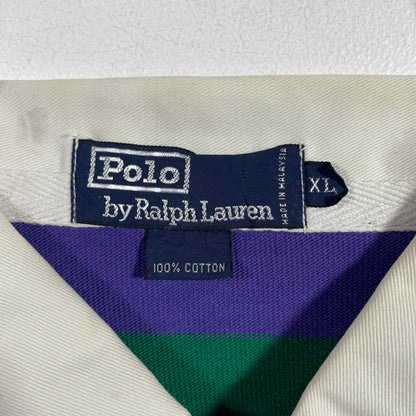 Polo
by Ralph Lauren
MADE IN MALAYSIA
XL
100% COTTON